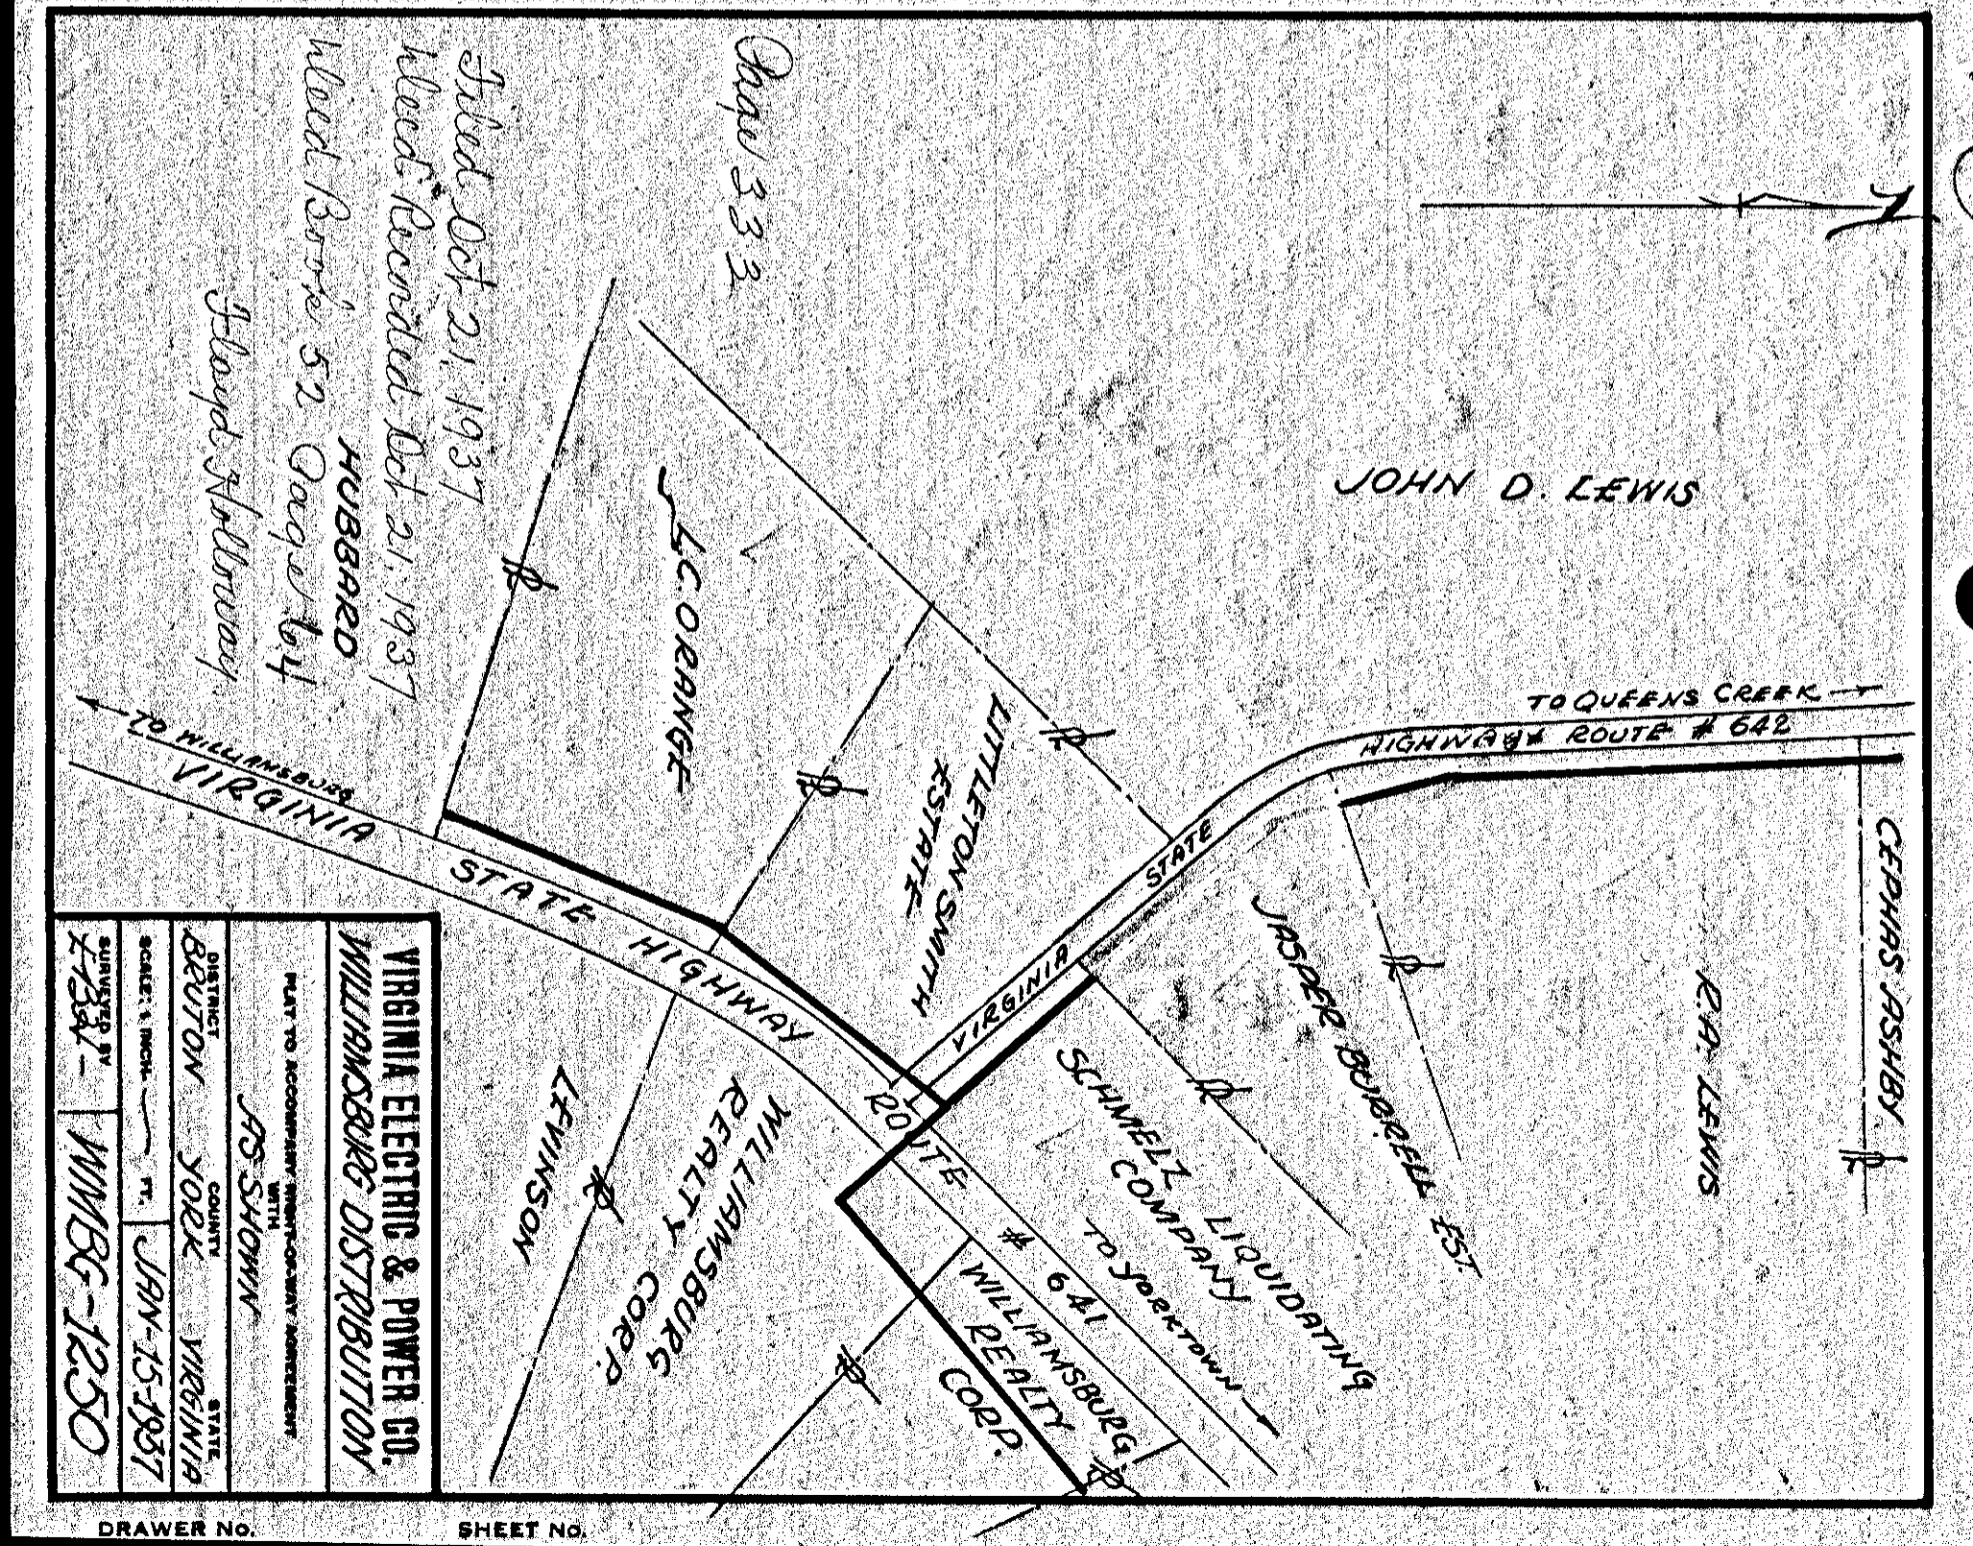 Page 333
Filed Oct 21, 1937
Deed Recorded Oct 21, 1937
Deed Book 52 Page
Floyd Holloway
HUBBARD
N
JOHN D. LEWIS
L.C. ORANGE
LITTLETON SMITH
ESTATE
TO QUEENS CREEK
VIRGINIA STATE HIGHWAY ROUTE # 642
CEPHAS ASHBY
R.A. LEWIS
JASPER BURRELL EST.
SCHMELZ LIQUIDATING
COMPANY
TO YORKTOWN
TO WILLIAMSBURG
VIRGINIA STATE HIGHWAY ROUTE # 641
WILLIAMSBURG
REALTY
CORP.
WILLIAMSBURG
REALTY CORP.
LEVINSON
VIRGINIA ELECTRIC & POWER CO.
WILLIAMSBURG DISTRIBUTION
PLAT TO ACCOMPANY RIGHT-OF-WAY AGREEMENT
WITH
AS SHOWN
DISTRICT COUNTY STATE
BRUTON YORK VIRGINIA
SCALE: 1 INCH FT. JAN-15-1937
SURVEYED BY
WMBG-1250
DRAWER NO. SHEET NO.